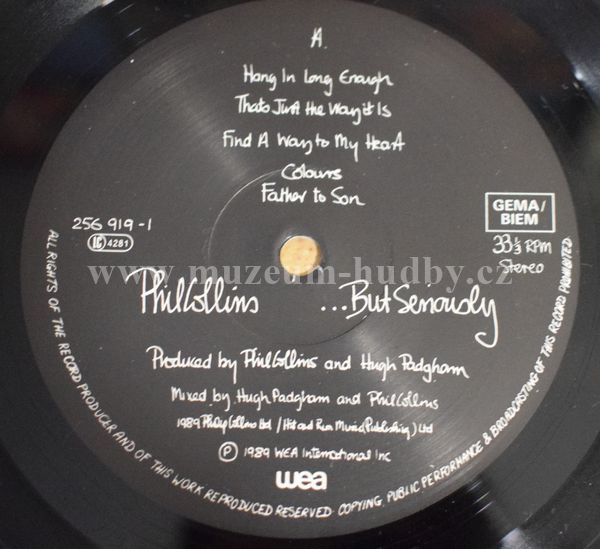 A
Hang In Long Enough
Thats Just the Way it Is
Find A Way to My Heart
Colours
Father to Son
256 919-1
LC 4281
GEMA/
BIEM
33 1/3 RPM
Stereo
www.muzeum-hudby.cz
Phil Collins ...But Seriously
Produced by Phil Collins and Hugh Padgham
Mixed by Hugh Padgham and Phil Collins
1989 Philip Collins Ltd / Hit and Run Music (Publishing) Ltd
℗ 1989 WEA International Inc
wea
ALL RIGHTS OF THE RECORD PRODUCER AND OF THIS WORK REPRODUCED RESERVED. COPYING, PUBLIC PERFORMANCE & BROADCASTING OF THIS RECORD PROHIBITED